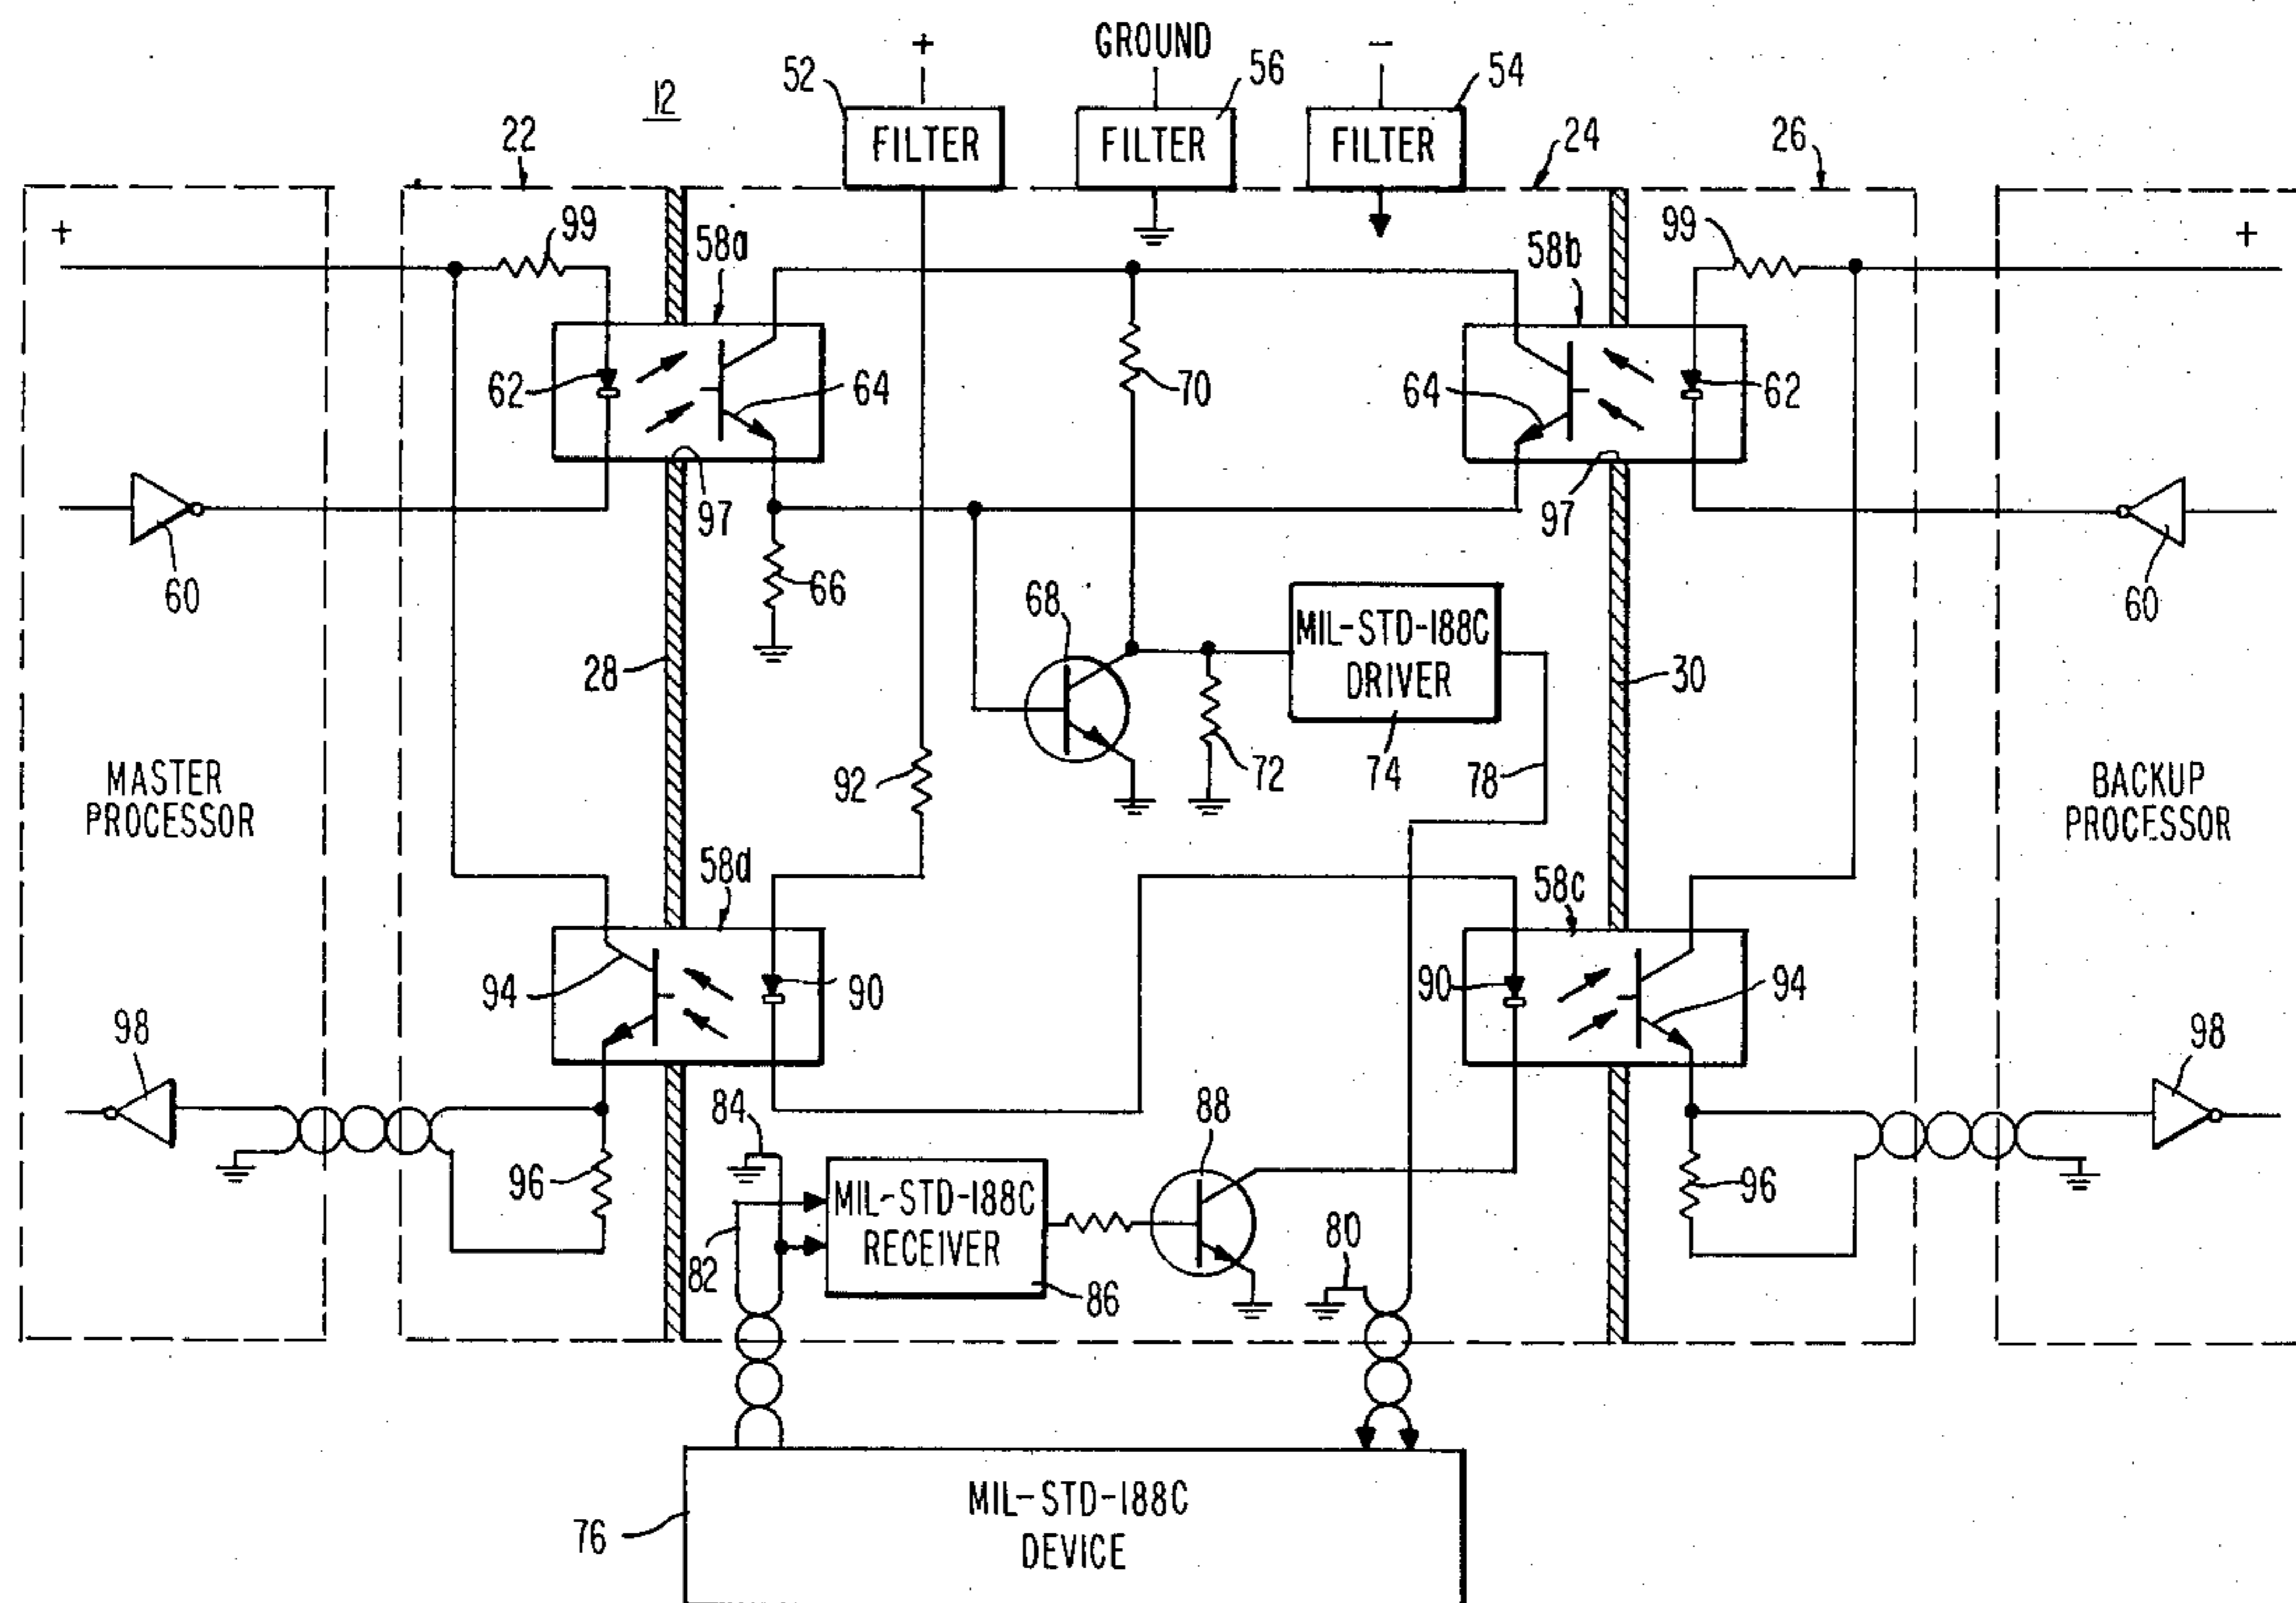 +
GROUND
−
12
52
56
54
FILTER
FILTER
FILTER
22
24
26
+
99
58a
58b
99
+
62
64
70
64
62
97
97
60
66
68
MIL-STD-188C
DRIVER
60
28
30
72
74
78
92
MASTER
PROCESSOR
BACKUP
PROCESSOR
58d
58c
94
90
90
94
98
84
88
98
96
MIL-STD-188C
RECEIVER
80
96
82
86
76
MIL-STD-188C
DEVICE